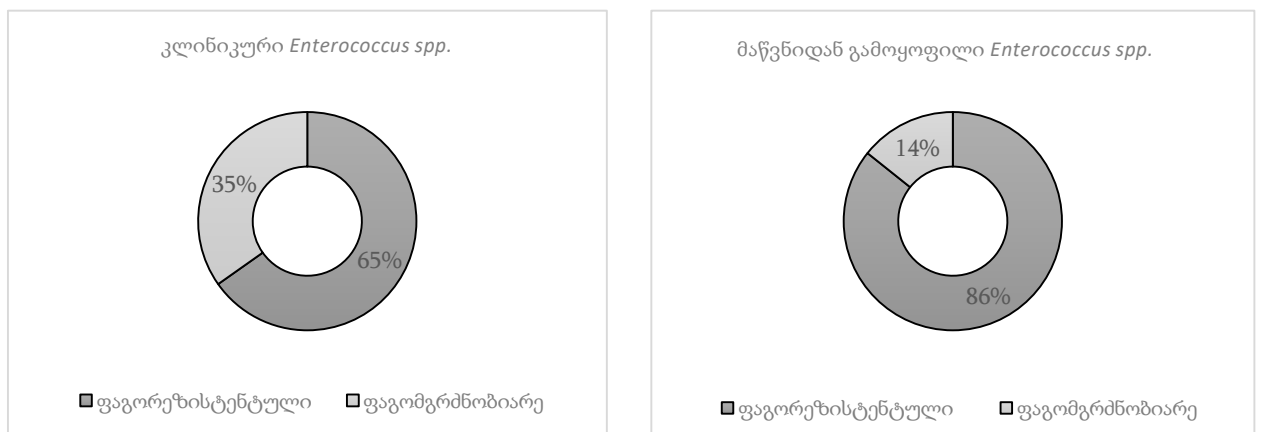 კლინიკური Enterococcus spp.
35%
65%
ფაგორეზისტენტული ფაგომგრძნობიარე
მაწვნიდან გამოყოფილი Enterococcus spp.
14%
86%
ფაგორეზისტენტული ფაგომგრძნობიარე